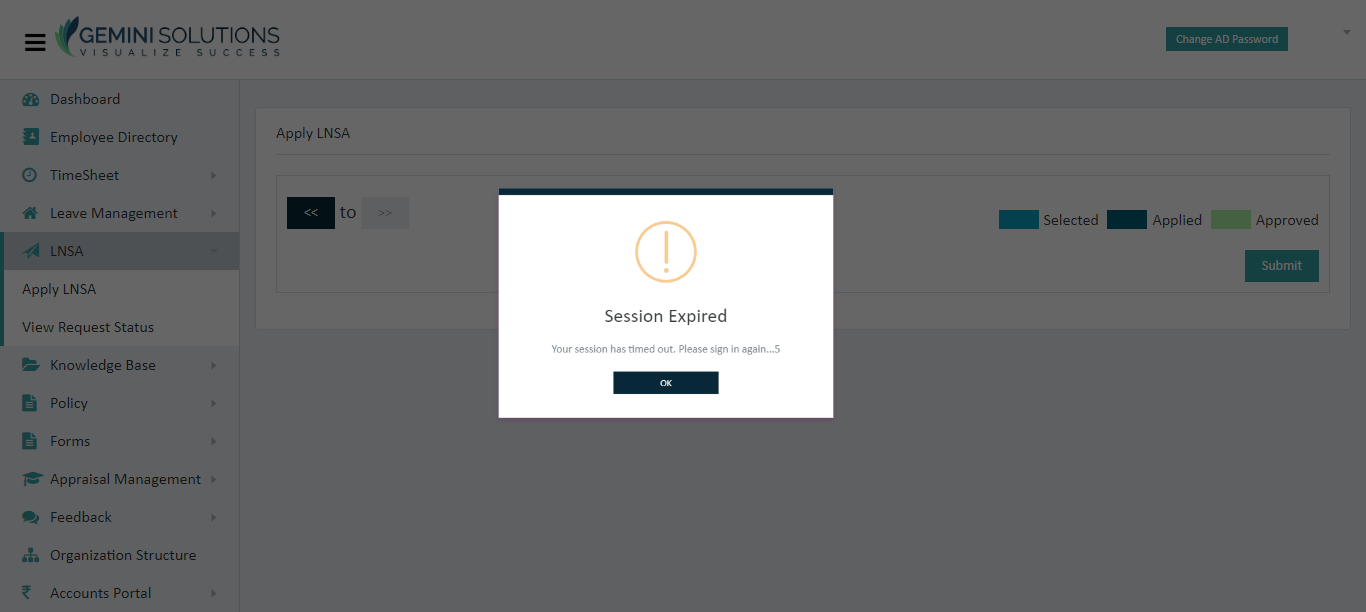 GEMINI SOLUTIONS
VISUALIZE SUCCESS
Change AD Password
Dashboard
Employee Directory
TimeSheet
Leave Management
LNSA
Apply LNSA
View Request Status
Knowledge Base
Policy
Forms
Appraisal Management
Feedback
Organization Structure
Accounts Portal
Apply LNSA
<< to >>
Selected Applied Approved
Submit
Session Expired
Your session has timed out. Please sign in again...5
OK